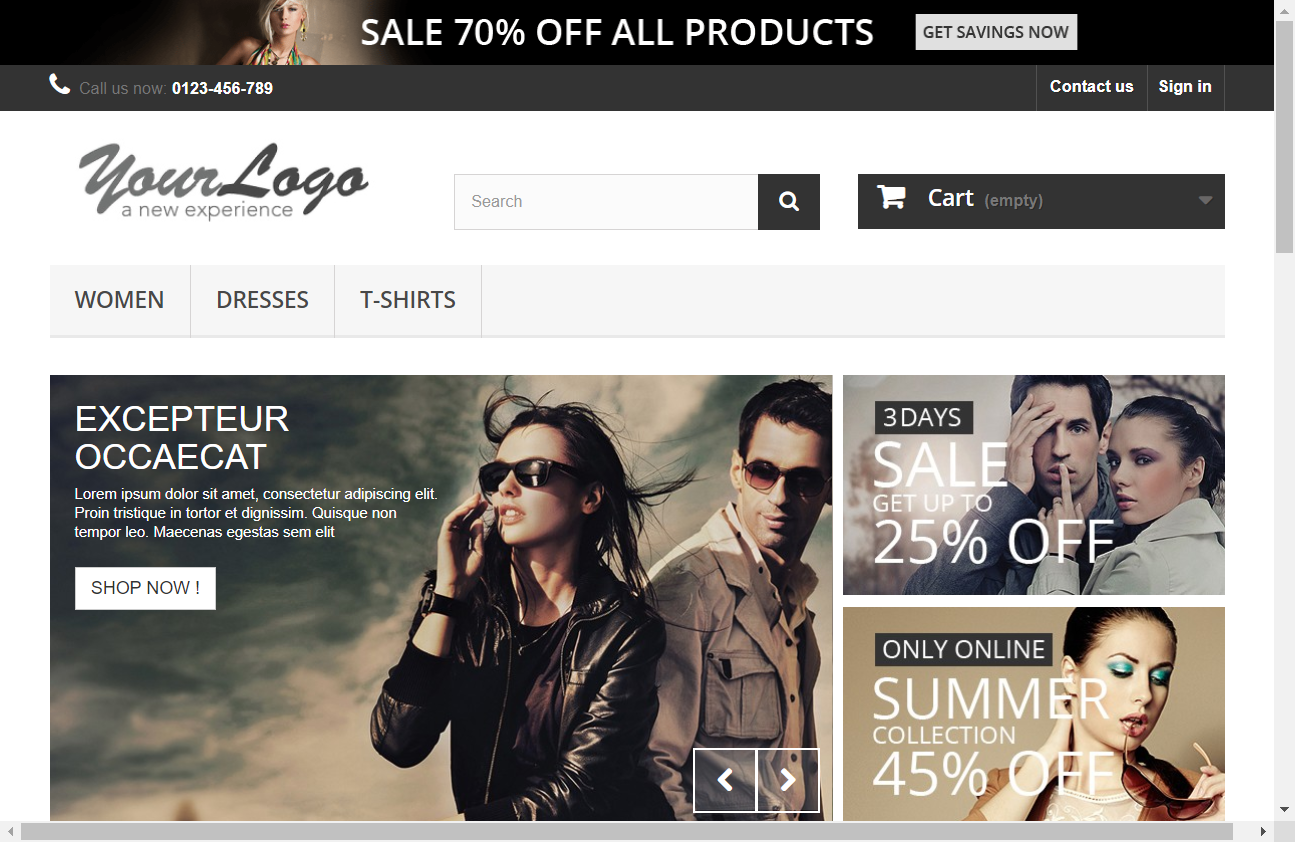 SALE 70% OFF ALL PRODUCTS
GET SAVINGS NOW
Call us now: 0123-456-789
Contact us
Sign in
Your Logo
a new experience
Search
Cart (empty)
WOMEN
DRESSES
T-SHIRTS
EXCEPTEUR
OCCAECAT
Lorem ipsum dolor sit amet, consectetur adipiscing elit.
Proin tristique in tortor et dignissim. Quisque non
tempor leo. Maecenas egestas sem elit
SHOP NOW !
3 DAYS
SALE
GET UP TO
25% OFF
ONLY ONLINE
SUMMER
COLLECTION
45% OFF